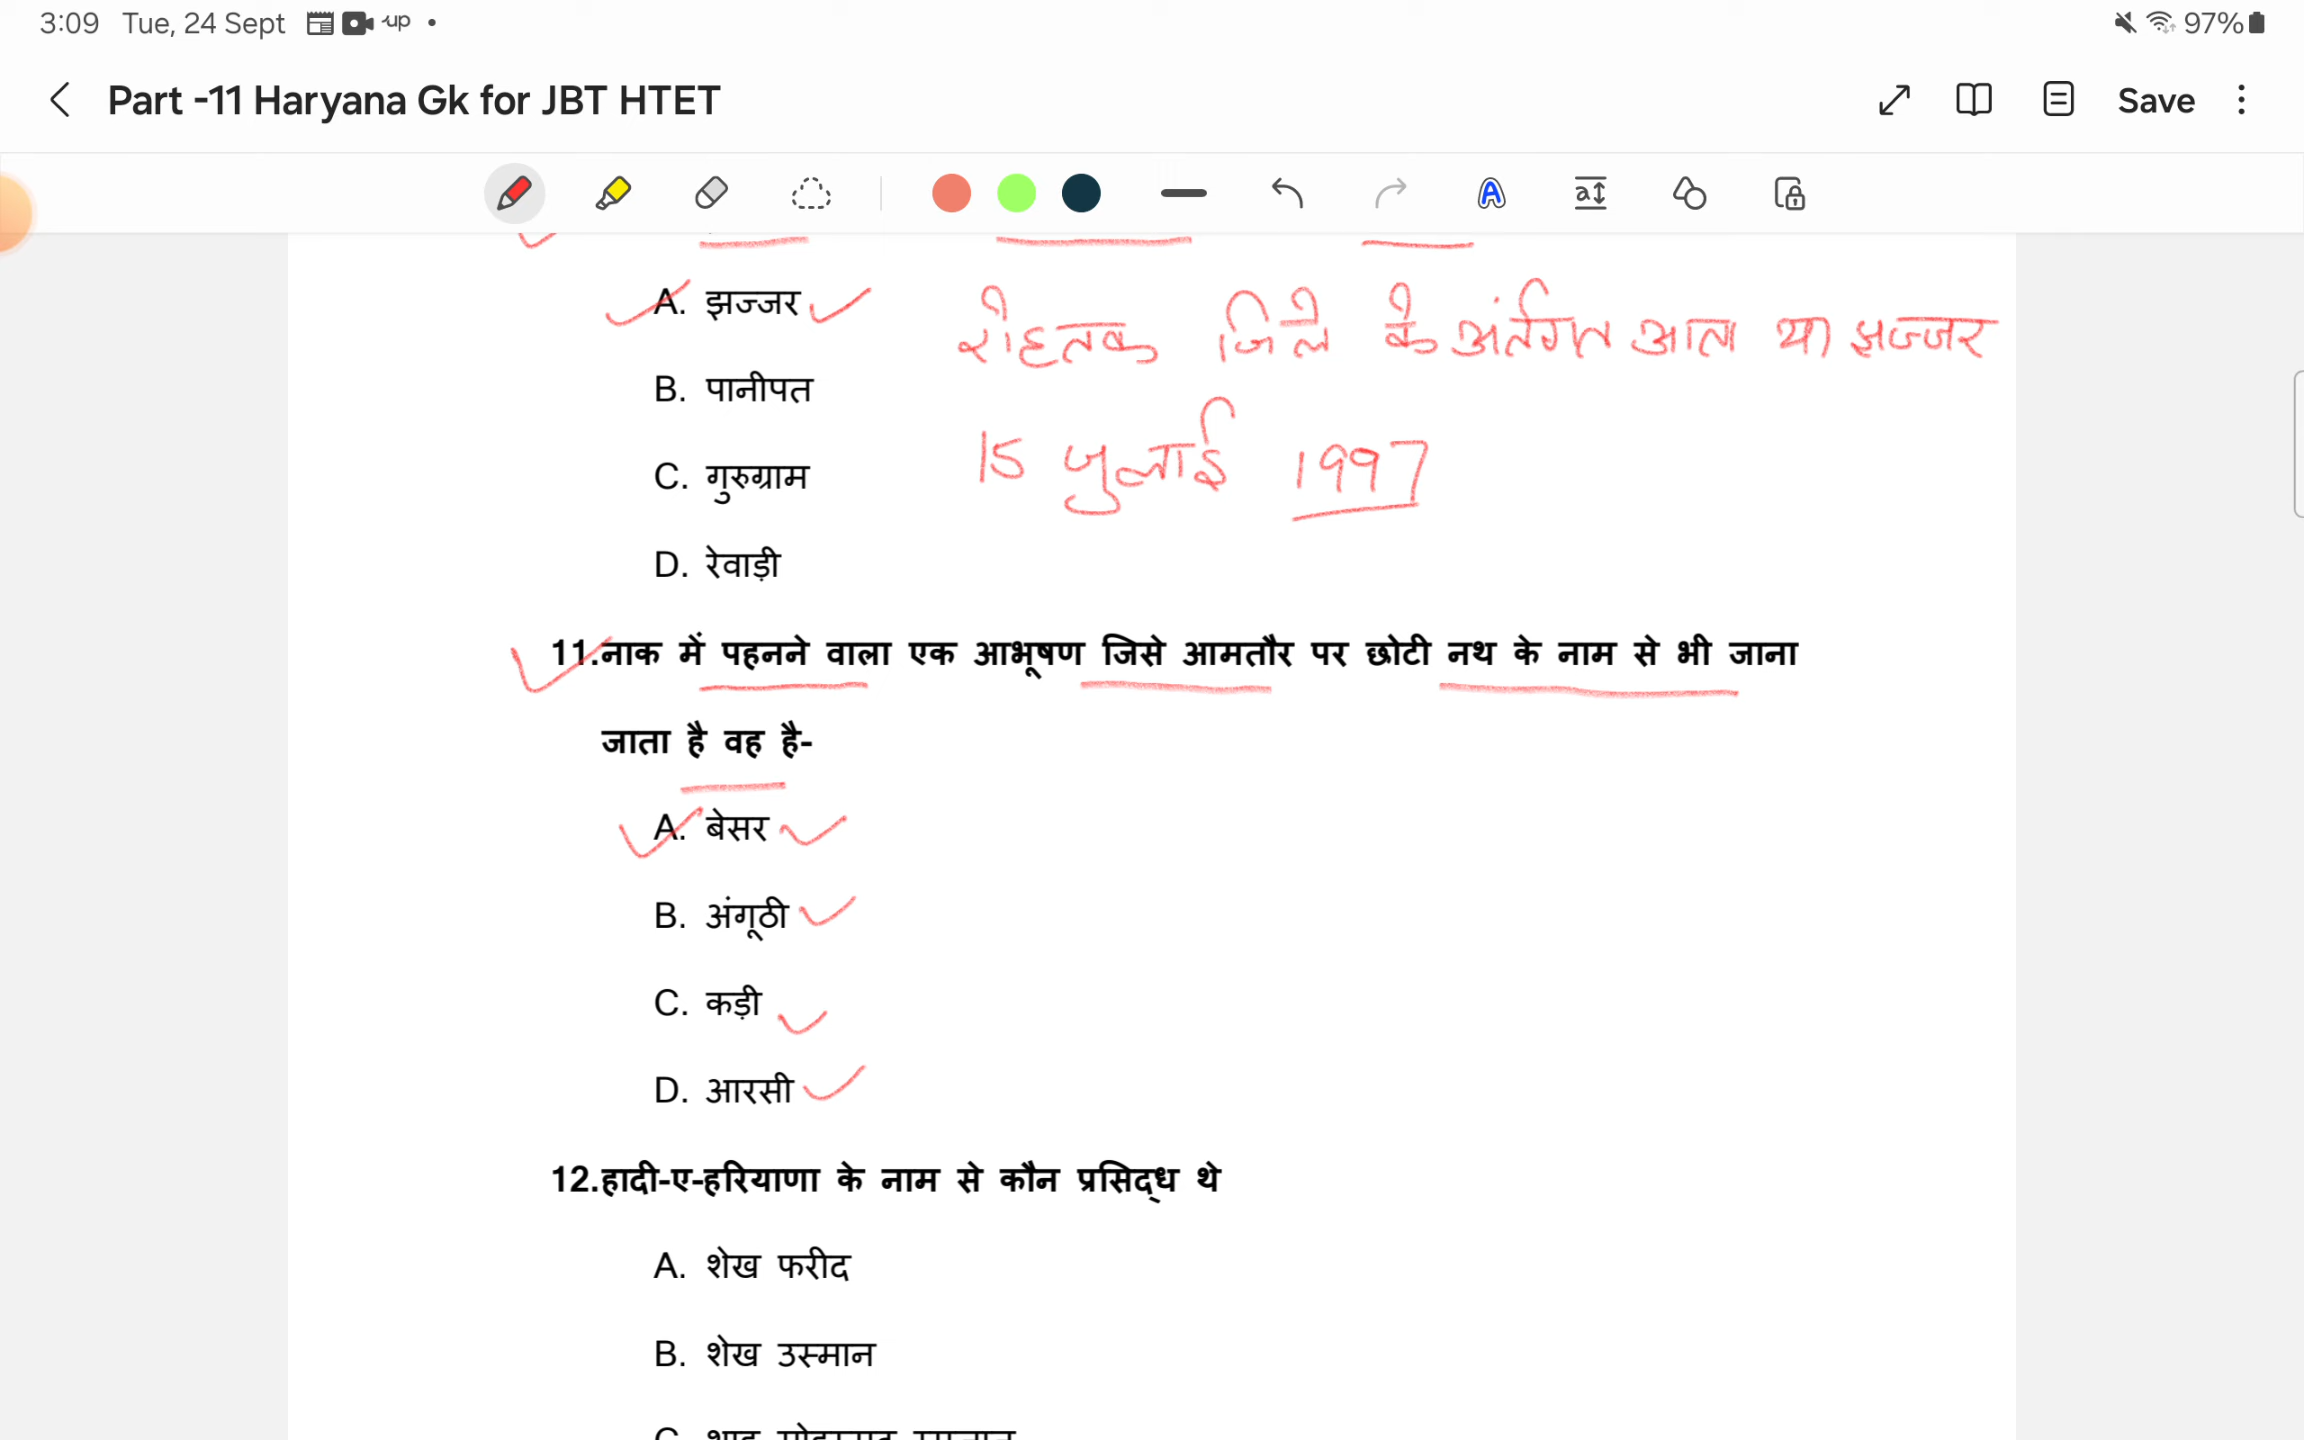 3:09 Tue, 24 Sept up 97%
Part -11 Haryana Gk for JBT HTET Save
A. झज्जर
रोहतक जिले के अंर्तगत आता था झज्जर
B. पानीपत
15 जुलाई 1997
C. गुरुग्राम
D. रेवाड़ी
11.नाक में पहनने वाला एक आभूषण जिसे आमतौर पर छोटी नथ के नाम से भी जाना
जाता है वह है-
A. बेसर
B. अंगूठी
C. कड़ी
D. आरसी
12.हादी-ए-हरियाणा के नाम से कौन प्रसिद्ध थे
A. शेख फरीद
B. शेख उस्मान